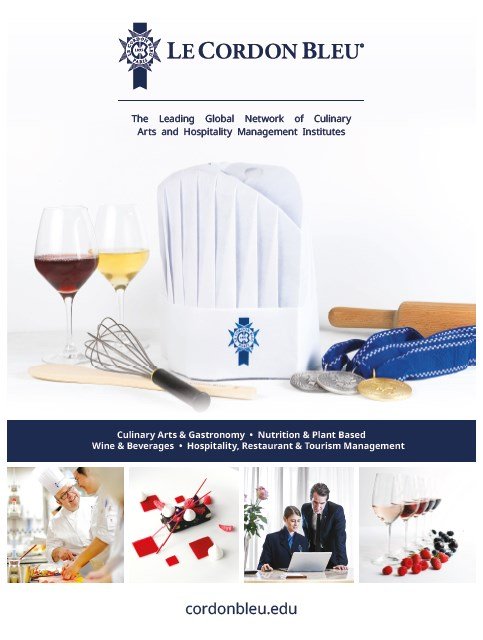 LE CORDON BLEU®
The Leading Global Network of Culinary
Arts and Hospitality Management Institutes
Culinary Arts & Gastronomy • Nutrition & Plant Based
Wine & Beverages • Hospitality, Restaurant & Tourism Management
cordonbleu.edu